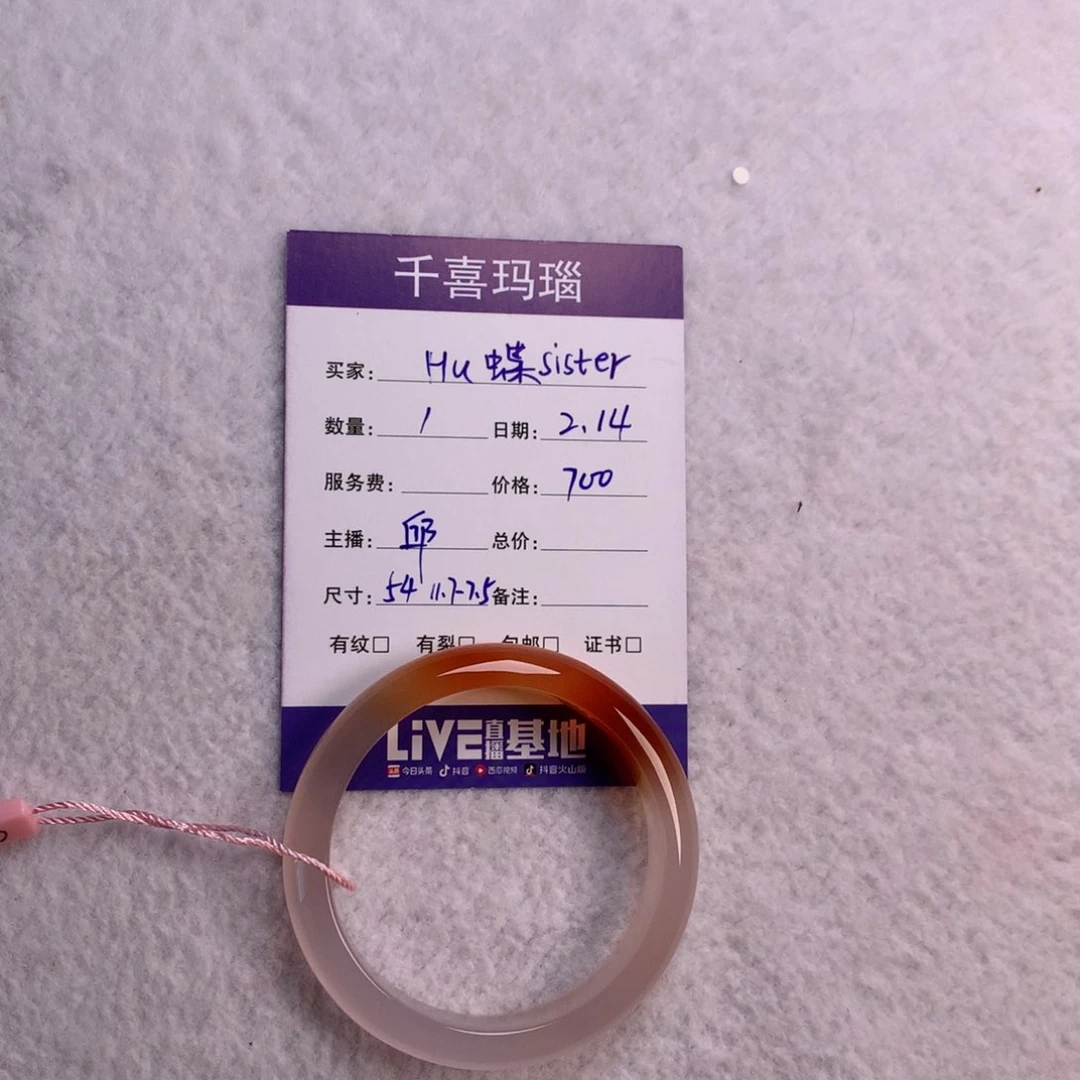 千喜玛瑙
买家: Hu 蝶sister
数量: 1 日期: 2.14
服务费: 价格: 700
主播: 邱 总价:
尺寸: 54 11.7-7.5 备注:
有纹□ 有裂□ 包邮□ 证书□
LiVE直播基地
今日头条 抖音 西瓜视频 抖音火山版